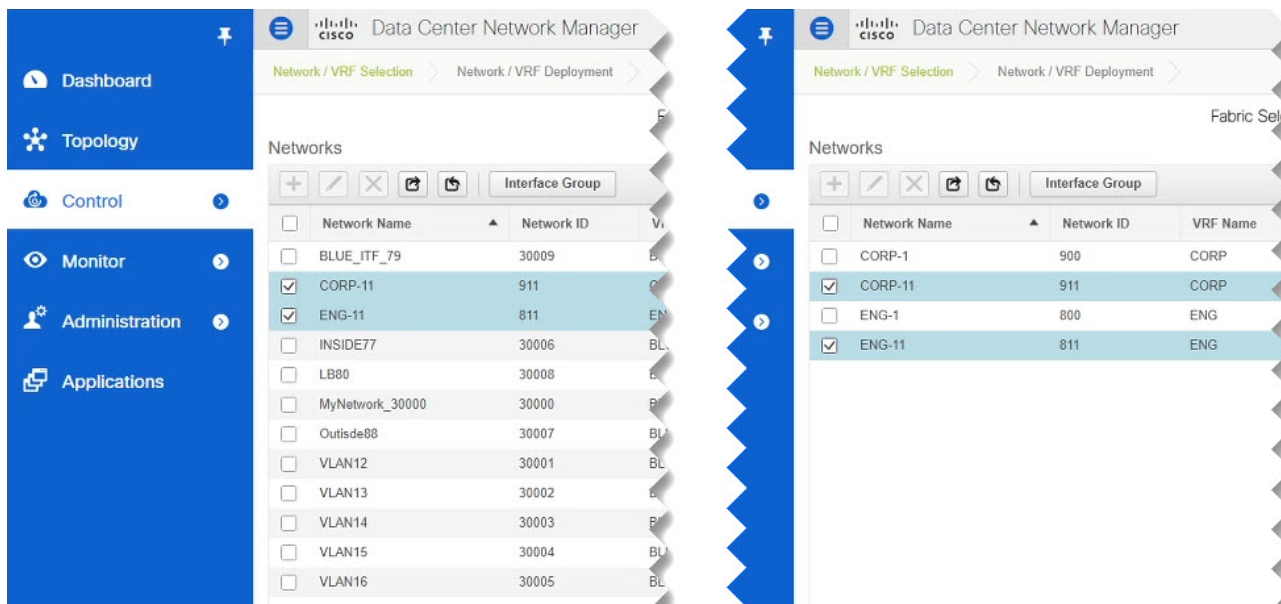 CISCO Data Center Network Manager
Network / VRF Selection Network / VRF Deployment
Dashboard
Topology
Control
Monitor
Administration
Applications
Networks
Interface Group
Network Name Network ID
BLUE_ITF_79 30009
CORP-11 911
ENG-11 811
INSIDE77 30006
LB80 30008
MyNetwork_30000 30000
Outisde88 30007
VLAN12 30001
VLAN13 30002
VLAN14 30003
VLAN15 30004
VLAN16 30005
CISCO Data Center Network Manager
Network / VRF Selection Network / VRF Deployment
Fabric
Networks
Interface Group
Network Name Network ID VRF Name
CORP-1 900 CORP
CORP-11 911 CORP
ENG-1 800 ENG
ENG-11 811 ENG